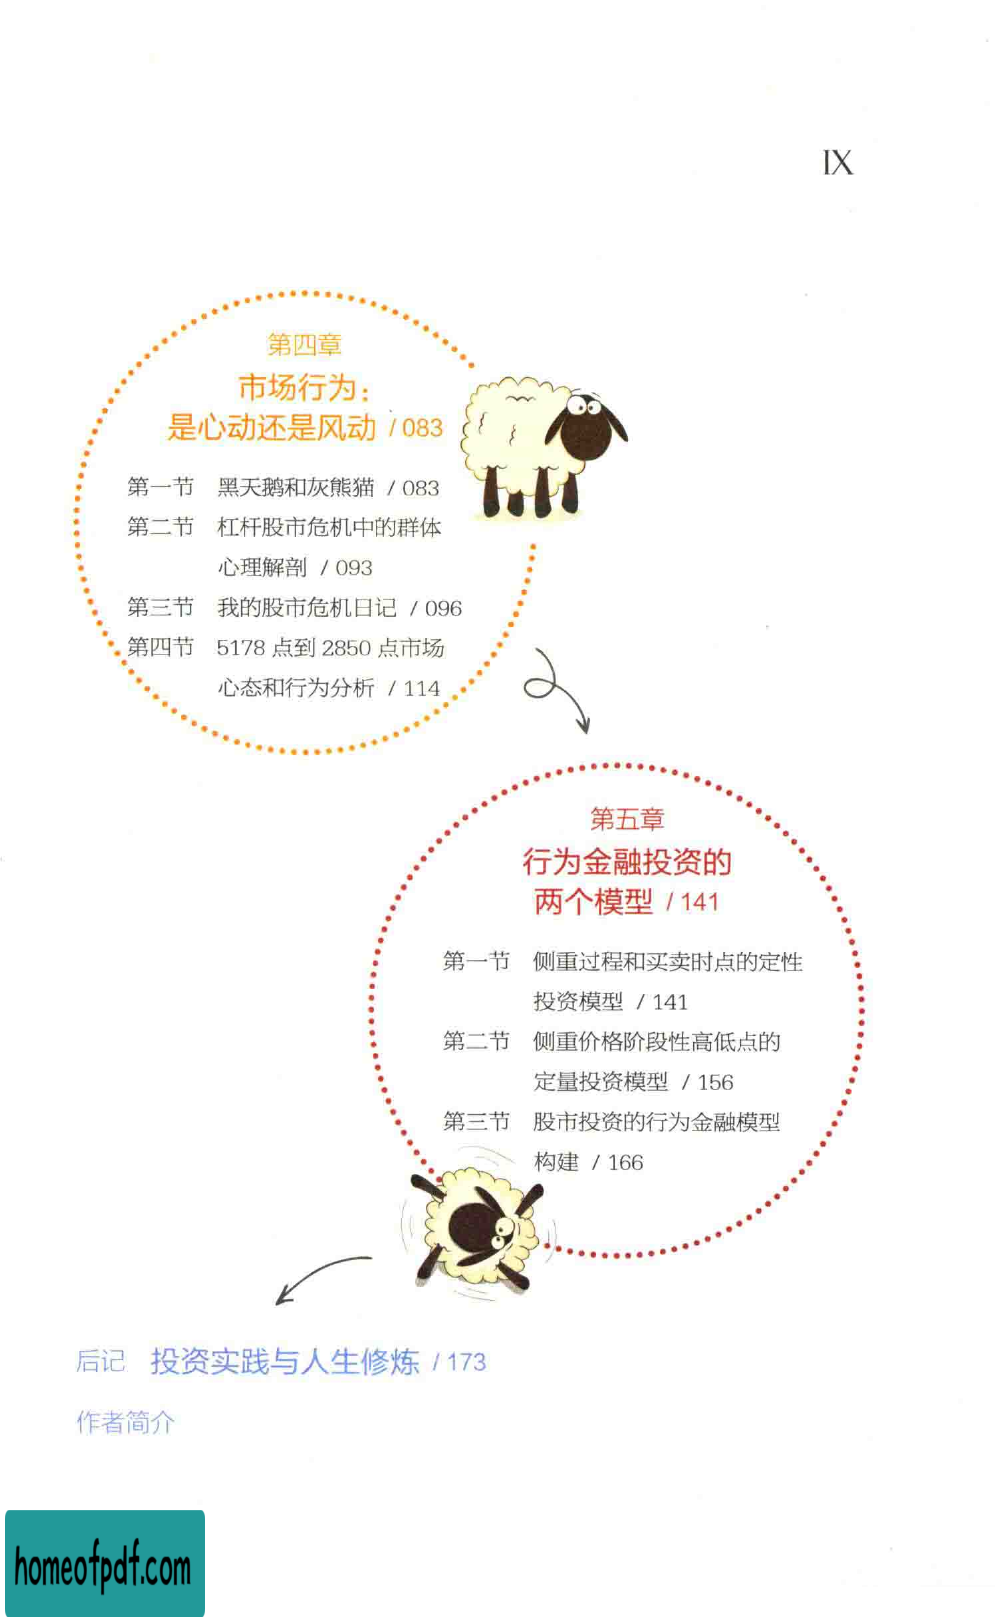 IX
第四章
市场行为：
是心动还是风动 / 083
第一节 黑天鹅和灰熊猫 / 083
第二节 杠杆股市危机中的群体
心理解剖 / 093
第三节 我的股市危机日记 / 096
第四节 5178 点到 2850 点市场
心态和行为分析 / 114
第五章
行为金融投资的
两个模型 / 141
第一节 侧重过程和买卖时点的定性
投资模型 / 141
第二节 侧重价格阶段性高低点的
定量投资模型 / 156
第三节 股市投资的行为金融模型
构建 / 166
后记 投资实践与人生修炼 / 173
作者简介
homeofpdf.com